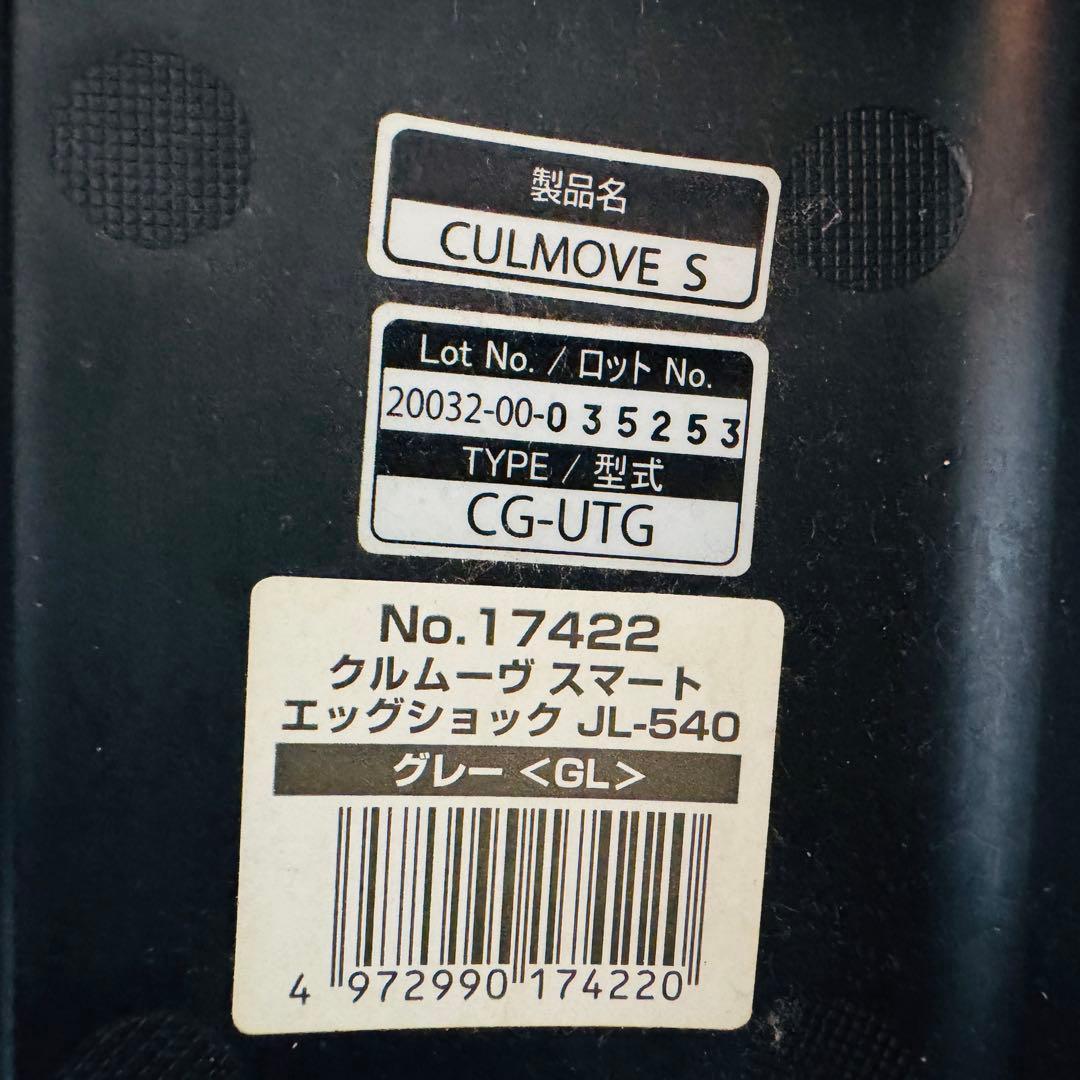 製品名
CULMOVE S
Lot No. / ロット No.
20032-00-035253
TYPE / 型式
CG-UTG
No.17422
クルムーヴ スマート
エッグショック JL-540
グレー <GL>
4 972990 174220